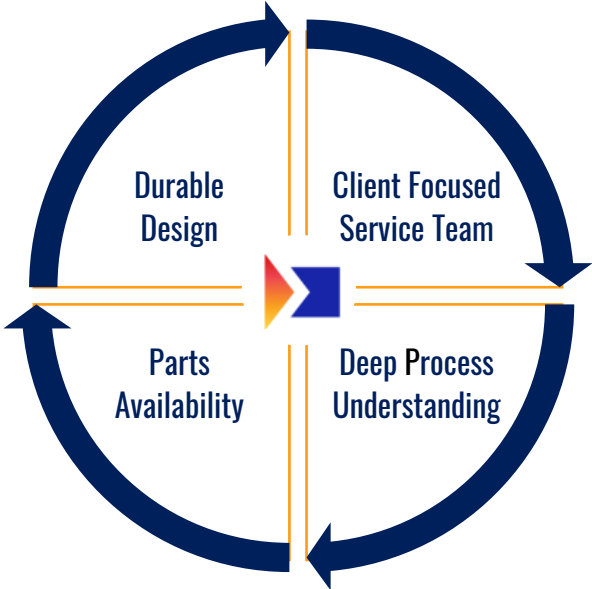 Durable
Design
Client Focused
Service Team
Parts
Availability
Deep Process
Understanding